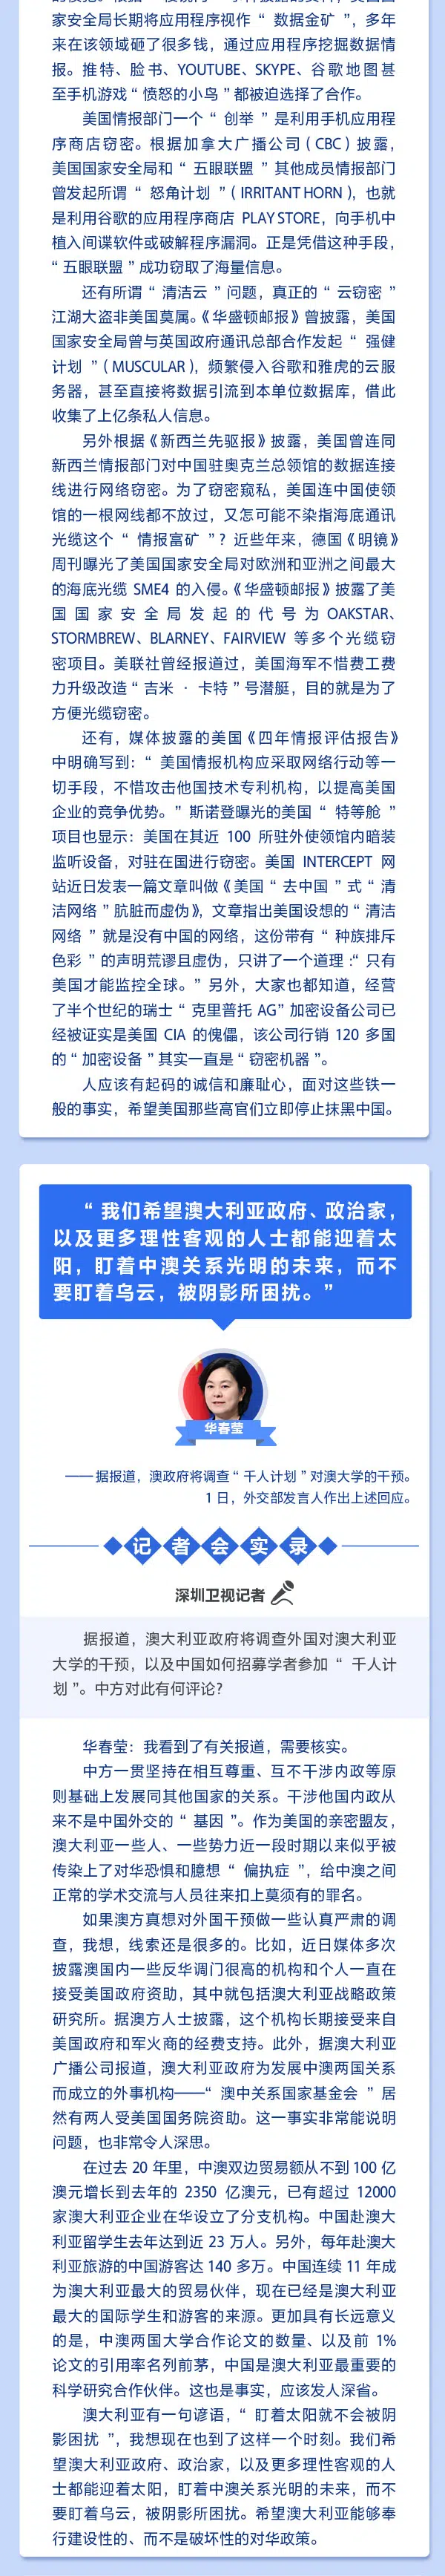 国家安全局长期将应用程序视作“数据金矿”，多年
来在该领域砸了很多钱，通过应用程序挖掘数据情
报。推特、脸书、YOUTUBE、SKYPE、谷歌地图甚
至手机游戏“愤怒的小鸟”都被迫选择了合作。
美国情报部门一个“创举”是利用手机应用程
序商店窃密。根据加拿大广播公司（CBC）披露，
美国国家安全局和“五眼联盟”其他成员情报部门
曾发起所谓“怒角计划”（IRRITANT HORN），也就
是利用谷歌的应用程序商店 PLAY STORE，向手机中
植入间谍软件或破解程序漏洞。正是凭借这种手段，
“五眼联盟”成功窃取了海量信息。
还有所谓“清洁云”问题，真正的“云窃密”
江湖大盗非美国莫属。《华盛顿邮报》曾披露，美国
国家安全局曾与英国政府通讯总部合作发起“强健
计划”（MUSCULAR），频繁侵入谷歌和雅虎的云服
务器，甚至直接将数据引流到本单位数据库，借此
收集了上亿条私人信息。
另外根据《新西兰先驱报》披露，美国曾连同
新西兰情报部门对中国驻奥克兰总领馆的数据连接
线进行网络窃密。为了窃密窥私，美国连中国使领
馆的一根网线都不放过，又怎可能不染指海底通讯
光缆这个“情报富矿”？近些年来，德国《明镜》
周刊曝光了美国国家安全局对欧洲和亚洲之间最大
的海底光缆 SME4 的入侵。《华盛顿邮报》披露了美
国国家安全局发起的代号为 OAKSTAR、
STORMBREW、BLARNEY、FAIRVIEW 等多个光缆窃
密项目。美联社曾经报道过，美国海军不惜费工费
力升级改造“吉米 · 卡特”号潜艇，目的就是为了
方便光缆窃密。
还有，媒体披露的美国《四年情报评估报告》
中明确写到：“美国情报机构应采取网络行动等一
切手段，不惜攻击他国技术专利机构，以提高美国
企业的竞争优势。”斯诺登曝光的美国“特等舱”
项目也显示：美国在其近 100 所驻外使领馆内暗装
监听设备，对驻在国进行窃密。美国 INTERCEPT 网
站近日发表一篇文章叫做《美国“去中国”式“清
洁网络”肮脏而虚伪》，文章指出美国设想的“清洁
网络”就是没有中国的网络，这份带有“种族排斥
色彩”的声明荒谬且虚伪，只讲了一个道理：“只有
美国才能监控全球。”另外，大家也都知道，经营
了半个世纪的瑞士“克里普托 AG”加密设备公司已
经被证实是美国 CIA 的傀儡，该公司行销 120 多国
的“加密设备”其实一直是“窃密机器”。
人应该有起码的诚信和廉耻心，面对这些铁一
般的事实，希望美国那些高官们立即停止抹黑中国。
“我们希望澳大利亚政府、政治家，
以及更多理性客观的人士都能迎着太
阳，盯着中澳关系光明的未来，而不
要盯着乌云，被阴影所困扰。”
华春莹
——据报道，澳政府将调查“千人计划”对澳大学的干预。
1 日，外交部发言人作出上述回应。
记者会实录
深圳卫视记者
据报道，澳大利亚政府将调查外国对澳大利亚
大学的干预，以及中国如何招募学者参加“千人计
划”。中方对此有何评论？
华春莹：我看到了有关报道，需要核实。
中方一贯坚持在相互尊重、互不干涉内政等原
则基础上发展同其他国家的关系。干涉他国内政从
来不是中国外交的“基因”。作为美国的亲密盟友，
澳大利亚一些人、一些势力近一段时期以来似乎被
传染上了对华恐惧和臆想“偏执症”，给中澳之间
正常的学术交流与人员往来扣上莫须有的罪名。
如果澳方真想对外国干预做一些认真严肃的调
查，我想，线索还是很多的。比如，近日媒体多次
披露澳国内一些反华调门很高的机构和个人一直在
接受美国政府资助，其中就包括澳大利亚战略政策
研究所。据澳方人士披露，这个机构长期接受来自
美国政府和军火商的经费支持。此外，据澳大利亚
广播公司报道，澳大利亚政府为发展中澳两国关系
而成立的外事机构——“澳中关系国家基金会”居
然有两人受美国国务院资助。这一事实非常能说明
问题，也非常令人深思。
在过去 20 年里，中澳双边贸易额从不到 100 亿
澳元增长到去年的 2350 亿澳元，已有超过 12000
家澳大利亚企业在华设立了分支机构。中国赴澳大
利亚留学生去年达到近 23 万人。另外，每年赴澳大
利亚旅游的中国游客达 140 多万。中国连续 11 年成
为澳大利亚最大的贸易伙伴，现在已经是澳大利亚
最大的国际学生和游客的来源。更加具有长远意义
的是，中澳两国大学合作论文的数量、以及前 1%
论文的引用率名列前茅，中国是澳大利亚最重要的
科学研究合作伙伴。这也是事实，应该发人深省。
澳大利亚有一句谚语，“盯着太阳就不会被阴
影困扰”，我想现在也到了这样一个时刻。我们希
望澳大利亚政府、政治家，以及更多理性客观的人
士都能迎着太阳，盯着中澳关系光明的未来，而不
要盯着乌云，被阴影所困扰。希望澳大利亚能够奉
行建设性的、而不是破坏性的对华政策。